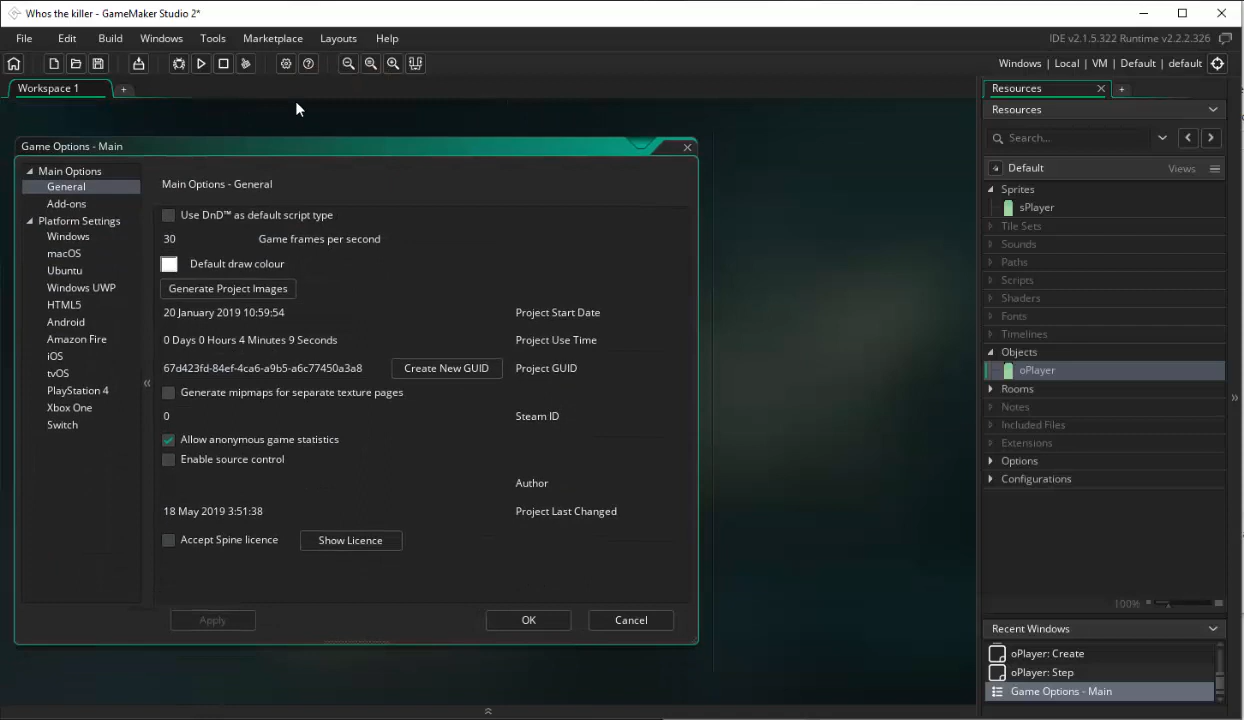 Whos the killer - GameMaker Studio 2*
File Edit Build Windows Tools Marketplace Layouts Help
IDE v2.1.5.322 Runtime v2.2.2.326
Windows | Local | VM | Default | default
Workspace 1
Resources
Resources
Search...
Default
Views
Sprites
sPlayer
Tile Sets
Sounds
Paths
Scripts
Shaders
Fonts
Timelines
Objects
oPlayer
Rooms
Notes
Included Files
Extensions
Options
Configurations
100%
Recent Windows
oPlayer: Create
oPlayer: Step
Game Options - Main
Game Options - Main
Main Options
General
Add-ons
Platform Settings
Windows
macOS
Ubuntu
Windows UWP
HTML5
Android
Amazon Fire
iOS
tvOS
PlayStation 4
Xbox One
Switch
Main Options - General
Use DnD™ as default script type
30 Game frames per second
Default draw colour
Generate Project Images
20 January 2019 10:59:54 Project Start Date
0 Days 0 Hours 4 Minutes 9 Seconds Project Use Time
67d423fd-84ef-4ca6-a9b5-a6c77450a3a8 Create New GUID Project GUID
Generate mipmaps for separate texture pages
0 Steam ID
Allow anonymous game statistics
Enable source control
Author
18 May 2019 3:51:38 Project Last Changed
Accept Spine licence Show Licence
Apply OK Cancel